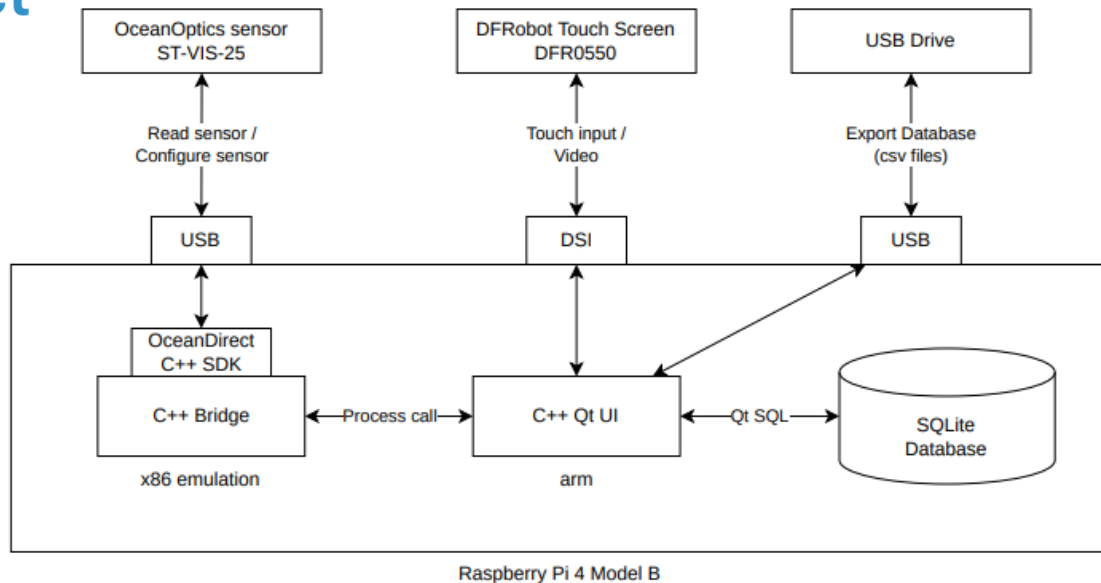 ct
OceanOptics sensor
ST-VIS-25
DFRobot Touch Screen
DFR0550
USB Drive
Read sensor /
Configure sensor
Touch input /
Video
Export Database
(csv files)
USB
DSI
USB
OceanDirect
C++ SDK
C++ Bridge
Process call
C++ Qt UI
Qt SQL
SQLite
Database
x86 emulation
arm
Raspberry Pi 4 Model B